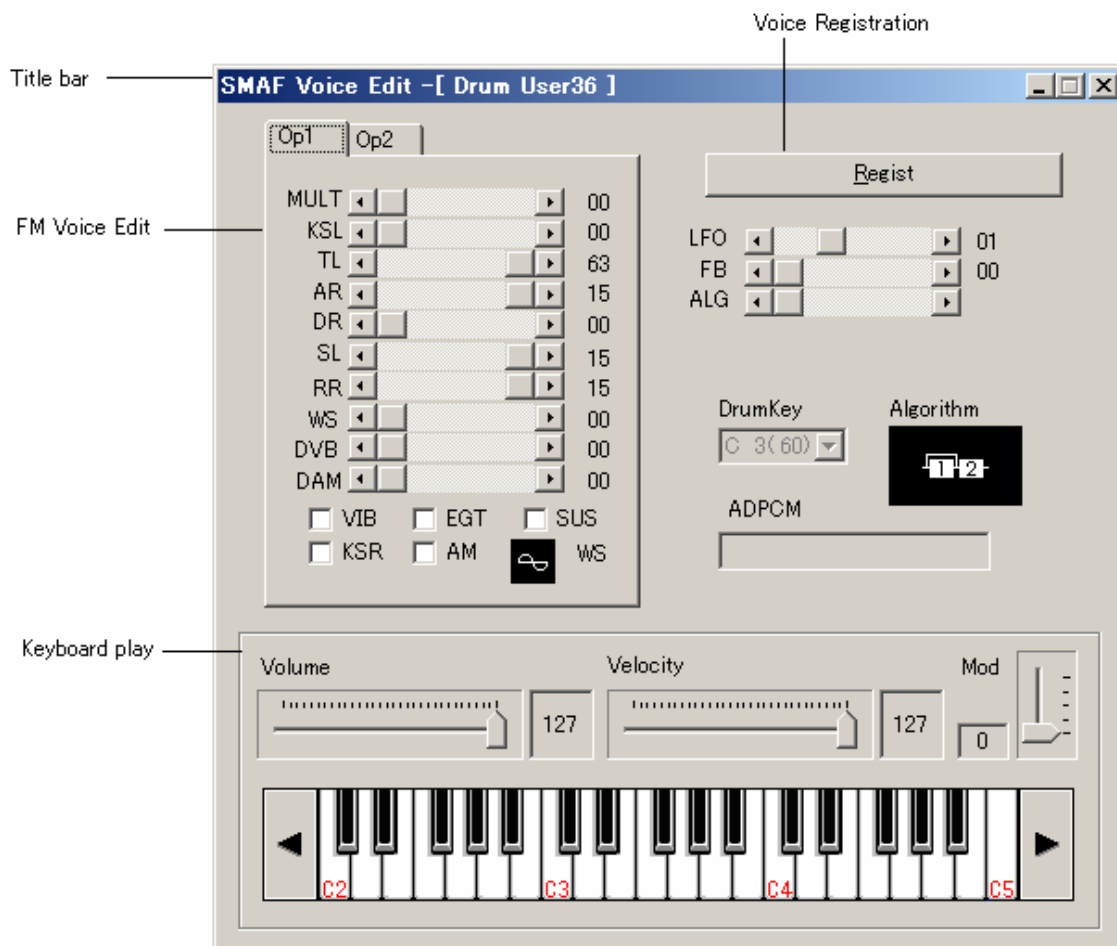 Voice Registration
Title bar
SMAF Voice Edit -[ Drum User36 ]
Op1 Op2
Regist
FM Voice Edit
MULT 00
KSL 00
TL 63
AR 15
DR 00
SL 15
RR 15
WS 00
DVB 00
DAM 00
VIB EGT SUS
KSR AM WS
LFO 01
FB 00
ALG
DrumKey Algorithm
C 3( 60)
1 2
ADPCM
Keyboard play
Volume Velocity Mod
127 127 0
C2 C3 C4 C5